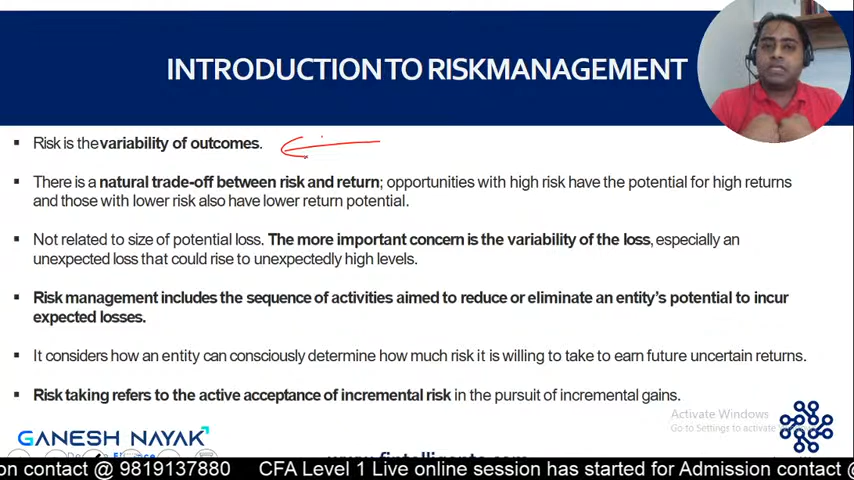 INTRODUCTION TO RISKMANAGEMENT
▪ Risk is thevariability of outcomes.
▪ There is a natural trade-off between risk and return; opportunities with high risk have the potential for high returns
and those with lower risk also have lower return potential.
▪ Not related to size of potential loss. The more important concern is the variability of the loss, especially an
unexpected loss that could rise to unexpectedly high levels.
▪ Risk management includes the sequence of activities aimed to reduce or eliminate an entity's potential to incur
expected losses.
▪ It considers how an entity can consciously determine how much risk it is willing to take to earn future uncertain returns.
▪ Risk taking refers to the active acceptance of incremental risk in the pursuit of incremental gains.
Activate Windows
Go to Settings to activate
GANESH NAYAK
on contact @ 9819137880 CFA Level 1 Live online session has started for Admission contact @